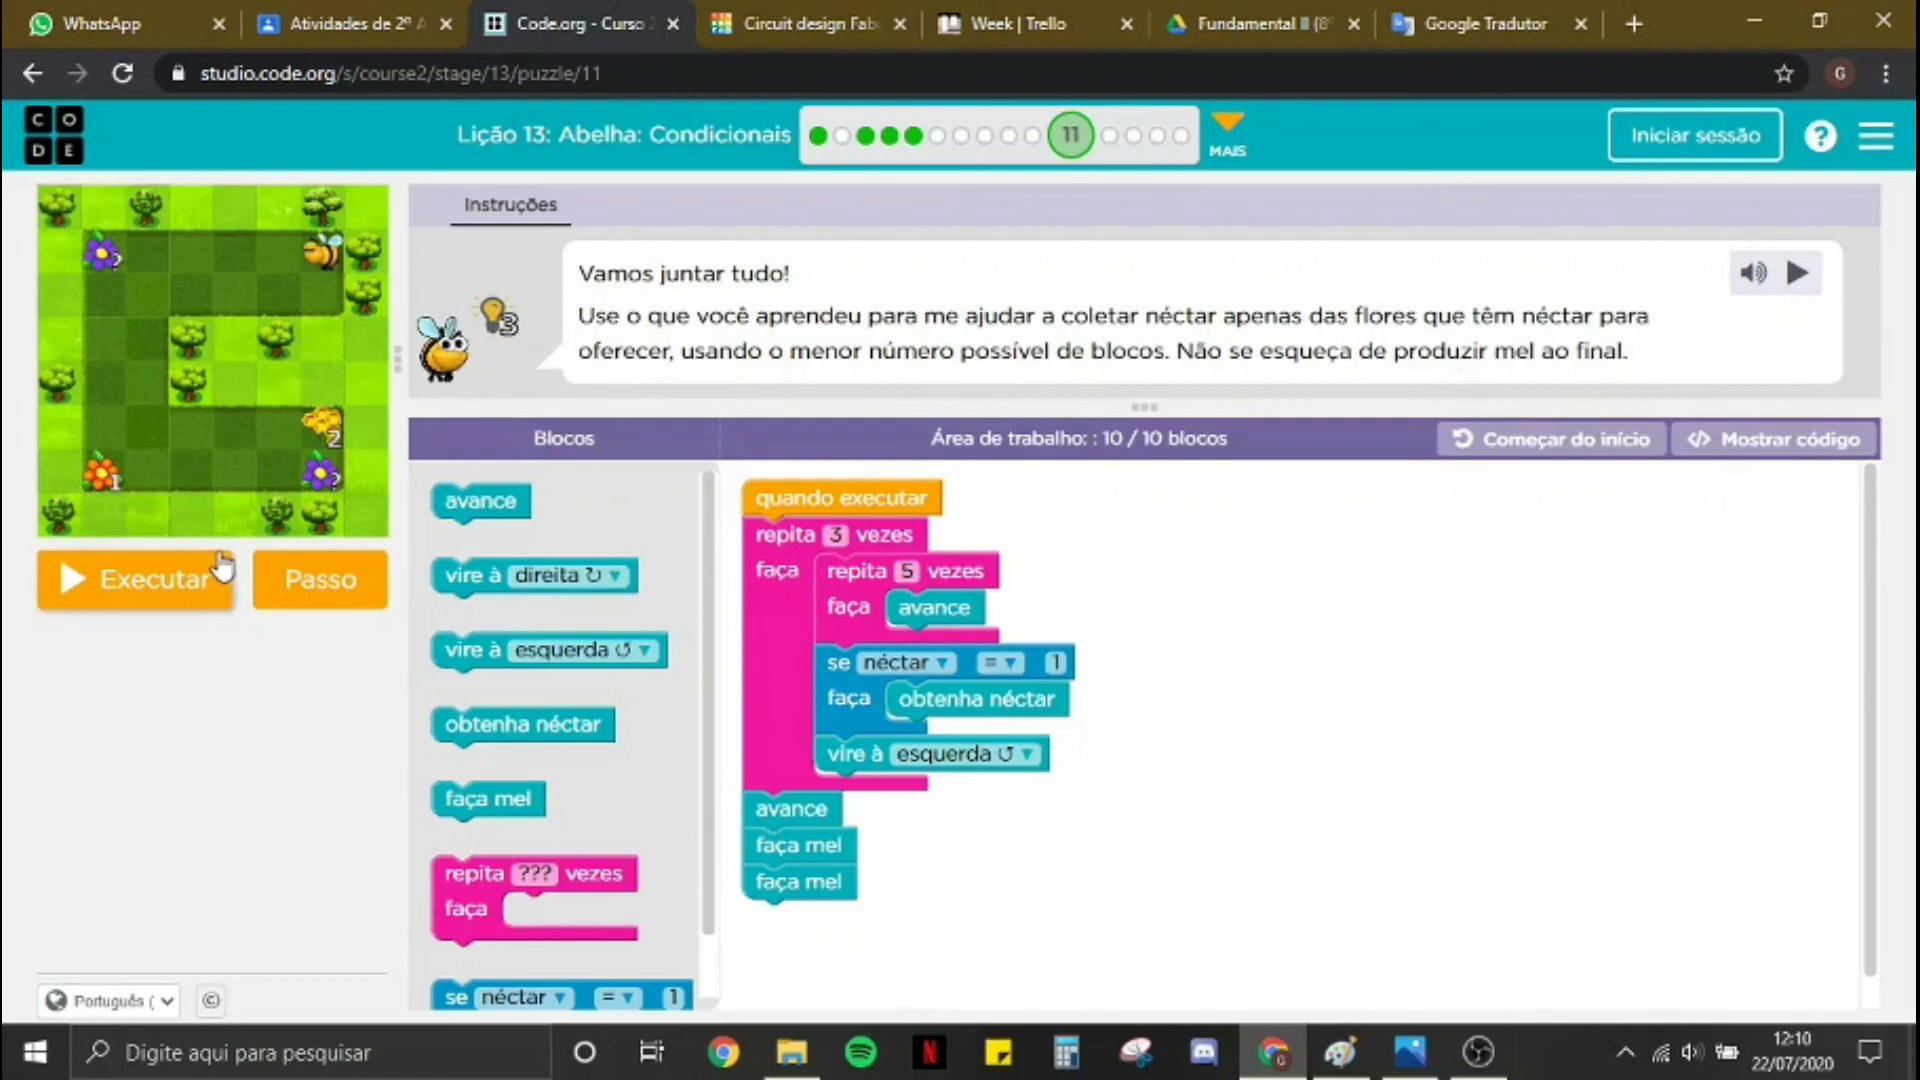 WhatsApp
Atividades de 2º A
Code.org - Curso 2
Circuit design Fab
Week | Trello
Fundamental II (8º
Google Tradutor
studio.code.org/s/course2/stage/13/puzzle/11
G
C O
D E
Lição 13: Abelha: Condicionais
11
MAIS
Iniciar sessão
?
Instruções
Vamos juntar tudo!
Use o que você aprendeu para me ajudar a coletar néctar apenas das flores que têm néctar para
oferecer, usando o menor número possível de blocos. Não se esqueça de produzir mel ao final.
3
?
2
1
?
Executar
Passo
Blocos
Área de trabalho: : 10 / 10 blocos
Começar do início
Mostrar código
avance
vire à direita ↻
vire à esquerda ↺
obtenha néctar
faça mel
repita ??? vezes
faça
se néctar = 1
quando executar
repita 3 vezes
faça
repita 5 vezes
faça avance
se néctar = 1
faça obtenha néctar
vire à esquerda ↺
avance
faça mel
faça mel
Português (
©
Digite aqui para pesquisar
12:10
22/07/2020